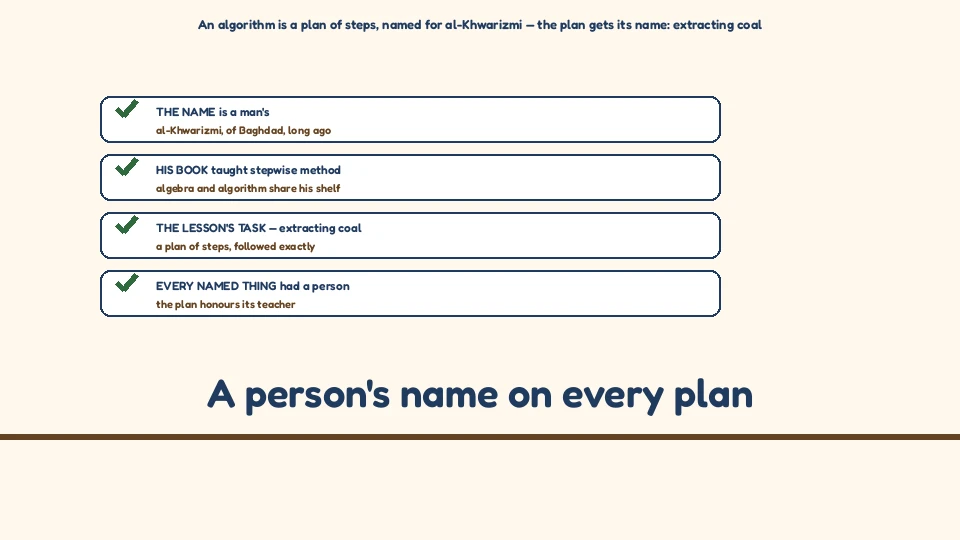 An algorithm is a plan of steps, named for al-Khwarizmi — the plan gets its name: extracting coal
THE NAME is a man's
al-Khwarizmi, of Baghdad, long ago
HIS BOOK taught stepwise method
algebra and algorithm share his shelf
THE LESSON'S TASK — extracting coal
a plan of steps, followed exactly
EVERY NAMED THING had a person
the plan honours its teacher
A person's name on every plan